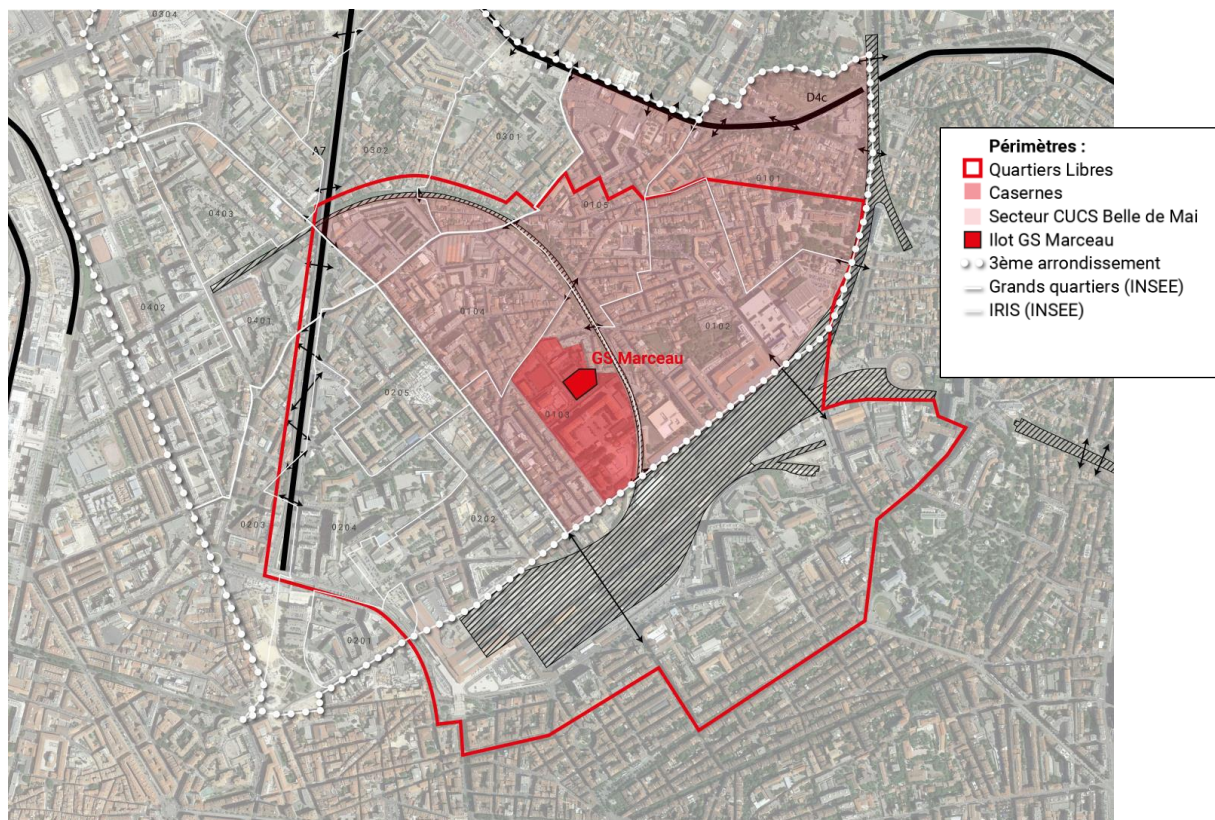 0304
D4c
0301
A7
0302
0101
0403
0105
0402
0401
0104
0102
GS Marceau
0205
0103
0203
0204
0202
0201
Périmètres :
Quartiers Libres
Casernes
Secteur CUCS Belle de Mai
Ilot GS Marceau
3ème arrondissement
Grands quartiers (INSEE)
IRIS (INSEE)